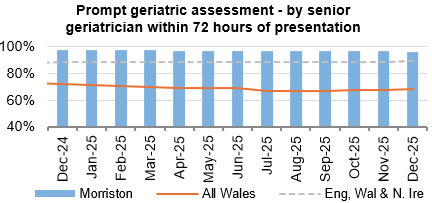 Prompt geriatric assessment - by senior
geriatrician within 72 hours of presentation
100%
80%
60%
40%
Dec-24
Jan-25
Feb-25
Mar-25
Apr-25
May-25
Jun-25
Jul-25
Aug-25
Sep-25
Oct-25
Nov-25
Dec-25
Morriston
All Wales
Eng, Wal & N. Ire